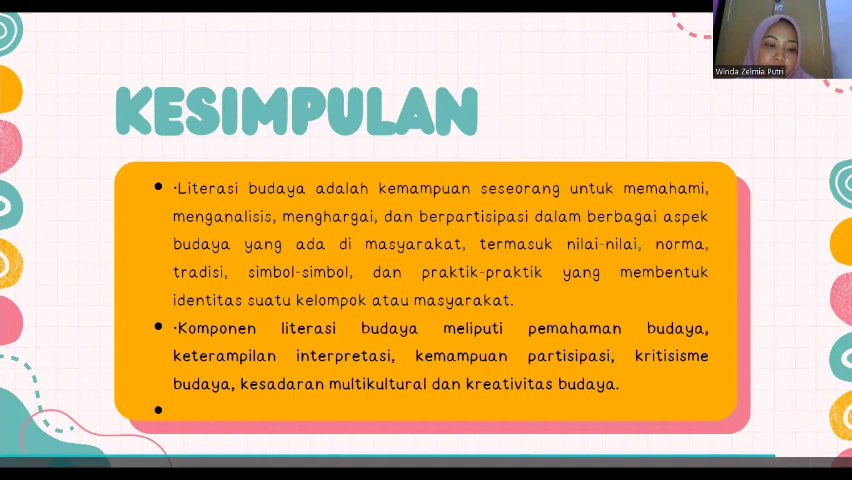 Winda Zelmia Putri
KESIMPULAN
• ·Literasi budaya adalah kemampuan seseorang untuk memahami,
menganalisis, menghargai, dan berpartisipasi dalam berbagai aspek
budaya yang ada di masyarakat, termasuk nilai-nilai, norma,
tradisi, simbol-simbol, dan praktik-praktik yang membentuk
identitas suatu kelompok atau masyarakat.
• ·Komponen literasi budaya meliputi pemahaman budaya,
keterampilan interpretasi, kemampuan partisipasi, kritisisme
budaya, kesadaran multikultural dan kreativitas budaya.
•